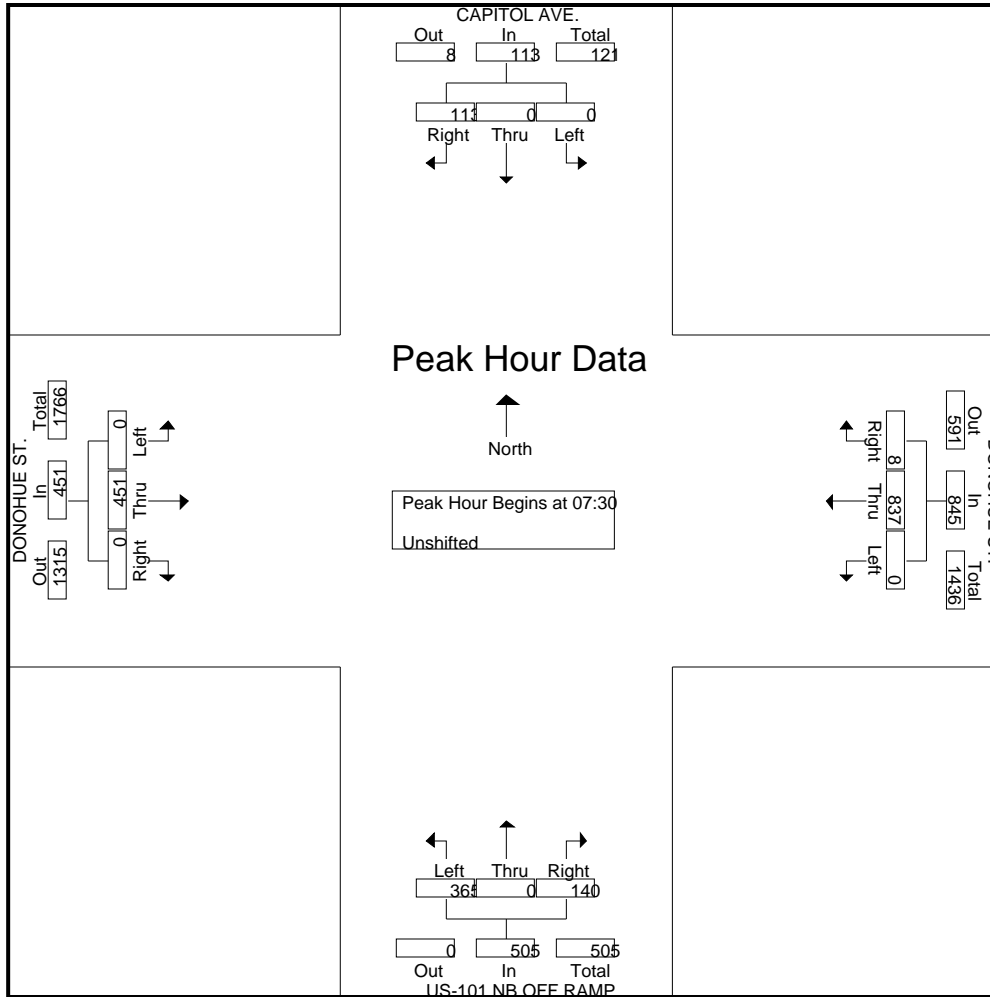 CAPITOL AVE.
Out In Total
8 113 121
113 0 0
Right Thru Left
Peak Hour Data
North
Peak Hour Begins at 07:30
Unshifted
DONOHUE ST.
Total In Out
1766 451 1315
0 451 0
Left Thru Right
Out In Total
591 845 1436
8 837 0
Right Thru Left
Left Thru Right
365 0 140
0 505 505
Out In Total
US-101 NB OFF RAMP